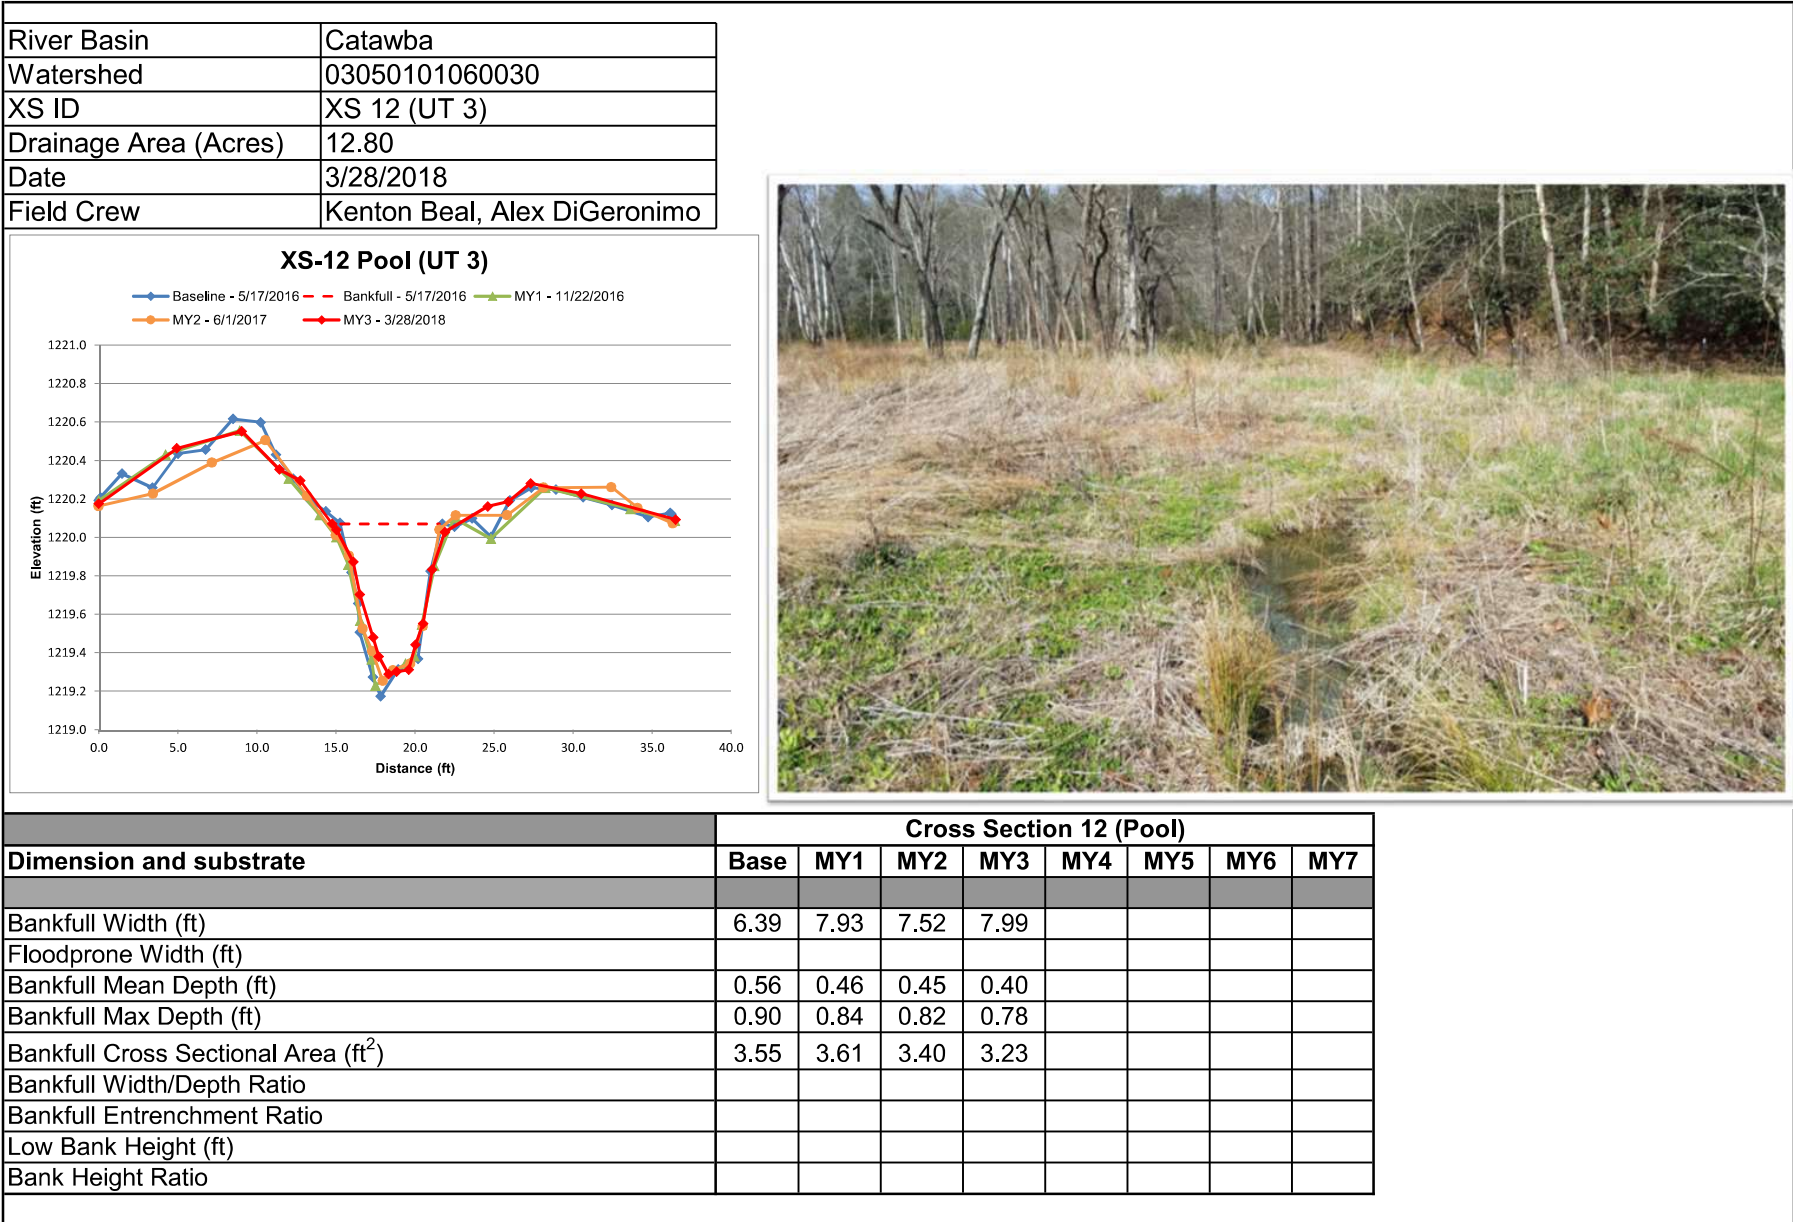 River Basin Catawba
Watershed 03050101060030
XS ID XS 12 (UT 3)
Drainage Area (Acres) 12.80
Date 3/28/2018
Field Crew Kenton Beal, Alex DiGeronimo
XS-12 Pool (UT 3)
Baseline - 5/17/2016 Bankfull - 5/17/2016 MY1 - 11/22/2016
MY2 - 6/1/2017 MY3 - 3/28/2018
1221.0
1220.8
1220.6
1220.4
1220.2
1220.0
1219.8
1219.6
1219.4
1219.2
1219.0
Elevation (ft)
0.0 5.0 10.0 15.0 20.0 25.0 30.0 35.0 40.0
Distance (ft)
Cross Section 12 (Pool)
Dimension and substrate Base MY1 MY2 MY3 MY4 MY5 MY6 MY7
Bankfull Width (ft) 6.39 7.93 7.52 7.99
Floodprone Width (ft)
Bankfull Mean Depth (ft) 0.56 0.46 0.45 0.40
Bankfull Max Depth (ft) 0.90 0.84 0.82 0.78
Bankfull Cross Sectional Area (ft²) 3.55 3.61 3.40 3.23
Bankfull Width/Depth Ratio
Bankfull Entrenchment Ratio
Low Bank Height (ft)
Bank Height Ratio